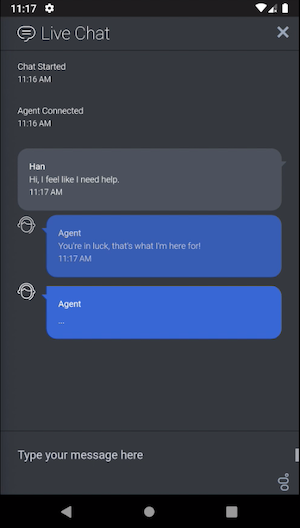 11:17
Live Chat
Chat Started
11:16 AM
Agent Connected
11:16 AM
Han
Hi, I feel like I need help.
11:17 AM
Agent
You're in luck, that's what I'm here for!
11:17 AM
Agent
...
Type your message here